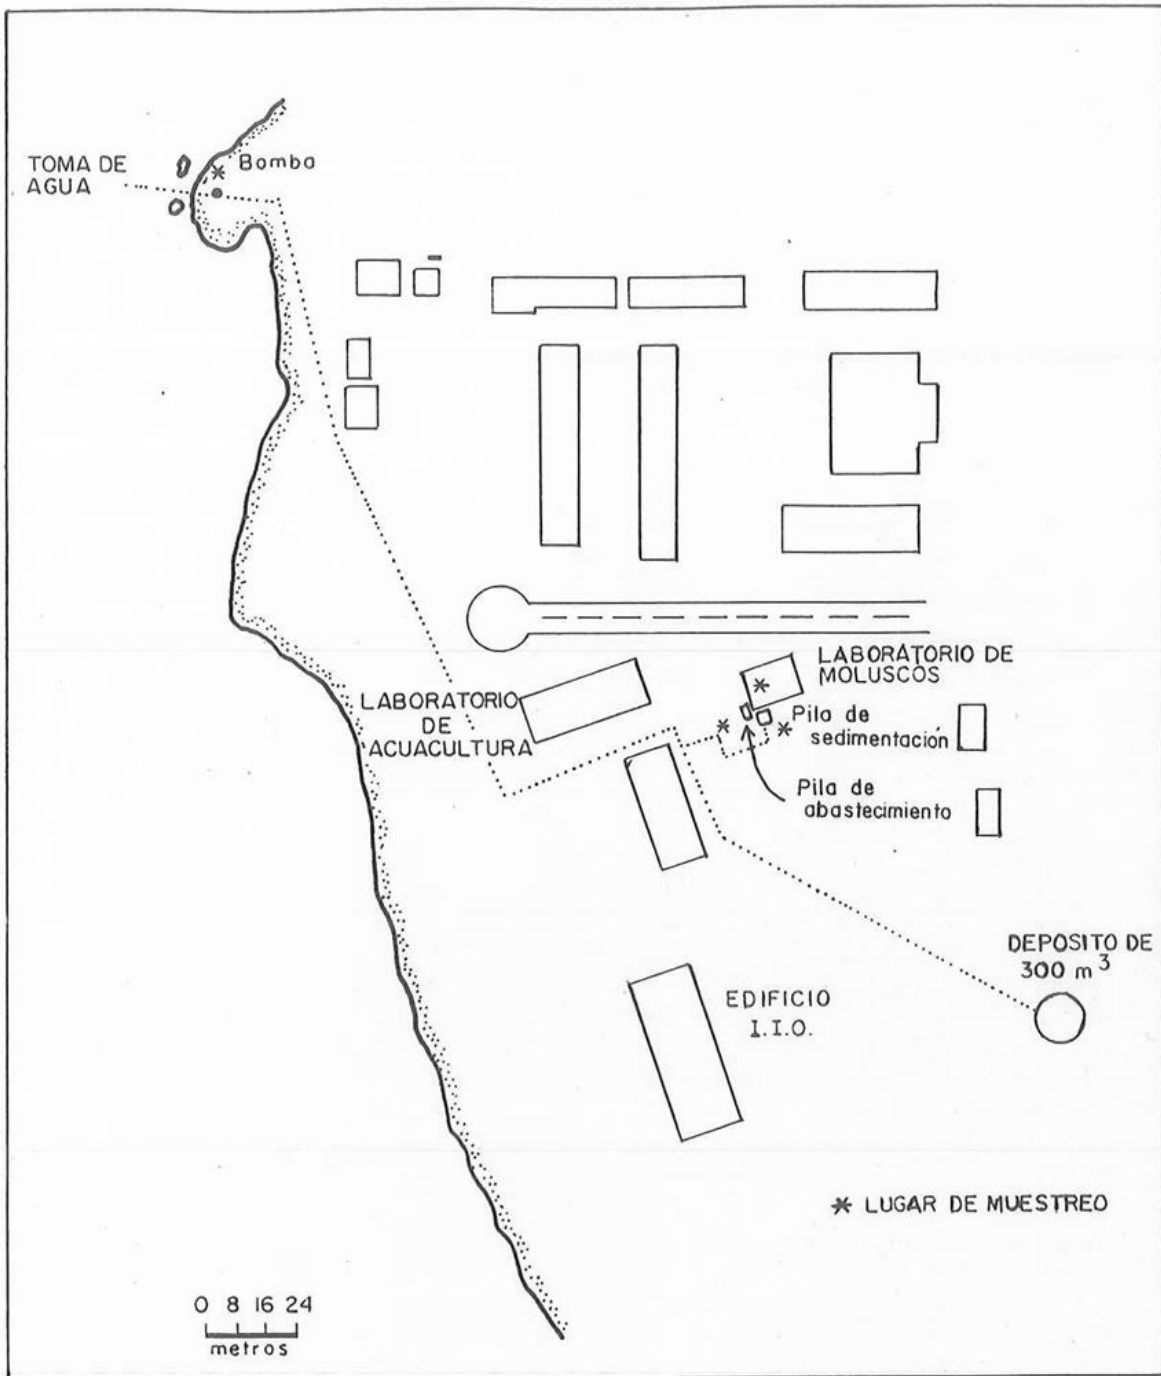 TOMA DE
AGUA
Bomba
LABORATORIO DE
MOLUSCOS
LABORATORIO
DE
ACUACULTURA
Pila de
sedimentación
Pila de
abastecimiento
DEPOSITO DE
300 m³
EDIFICIO
I.I.O.
* LUGAR DE MUESTREO
0 8 16 24
metros